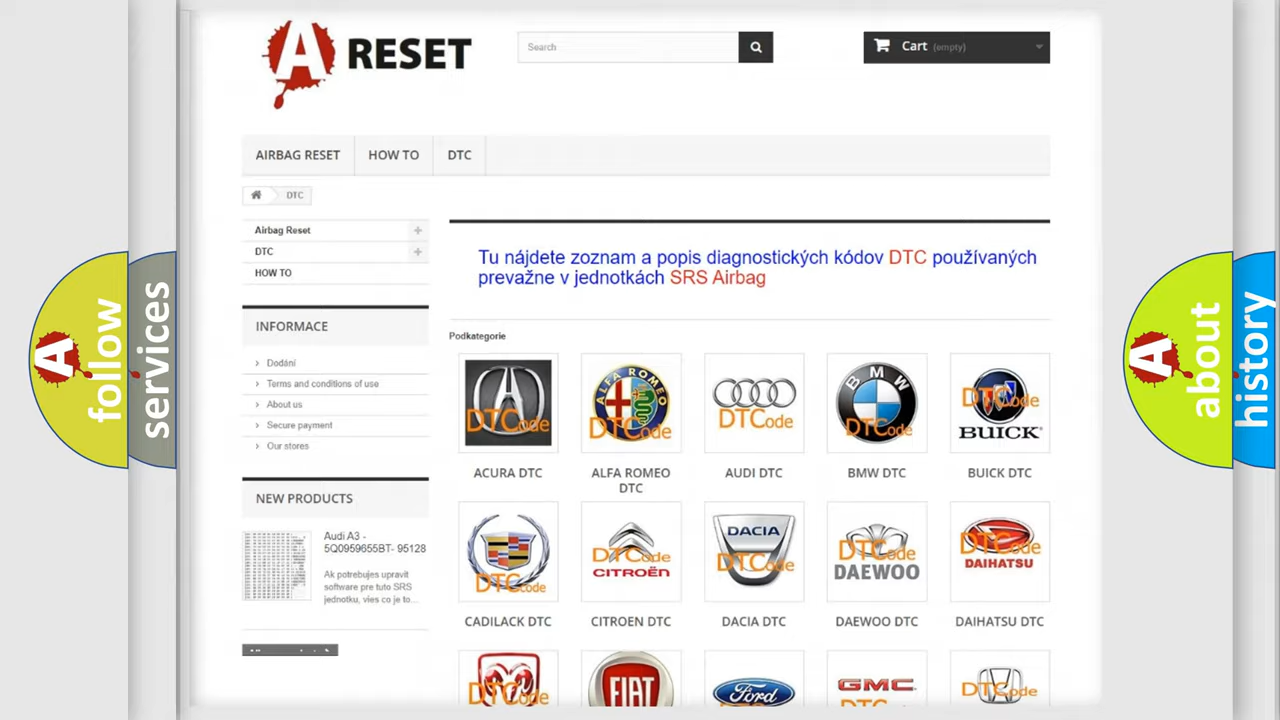 A RESET
Search
Cart (empty)
AIRBAG RESET
HOW TO
DTC
DTC
Airbag Reset
DTC
HOW TO
INFORMACE
Dodání
Terms and conditions of use
About us
Secure payment
Our stores
NEW PRODUCTS
Audi A3 -
5Q0959655BT- 95128
Ak potrebujes upravit
software pre tuto SRS
jednotku, vies co je to...
Tu nájdete zoznam a popis diagnostických kódov DTC používaných
prevažne v jednotkách SRS Airbag
Podkategorie
DTCode
ALFA ROMEO
DTCode
DTCode
BMW
DTCode
DTCode
BUICK
ACURA DTC
ALFA ROMEO
DTC
AUDI DTC
BMW DTC
BUICK DTC
DTCode
DTCode
CITROËN
DACIA
DTCode
DTCode
DAEWOO
DTCode
DAIHATSU
CADILACK DTC
CITROEN DTC
DACIA DTC
DAEWOO DTC
DAIHATSU DTC
DTCode
FIAT
Ford
GMC
DTCode
A follow
services
A about
history